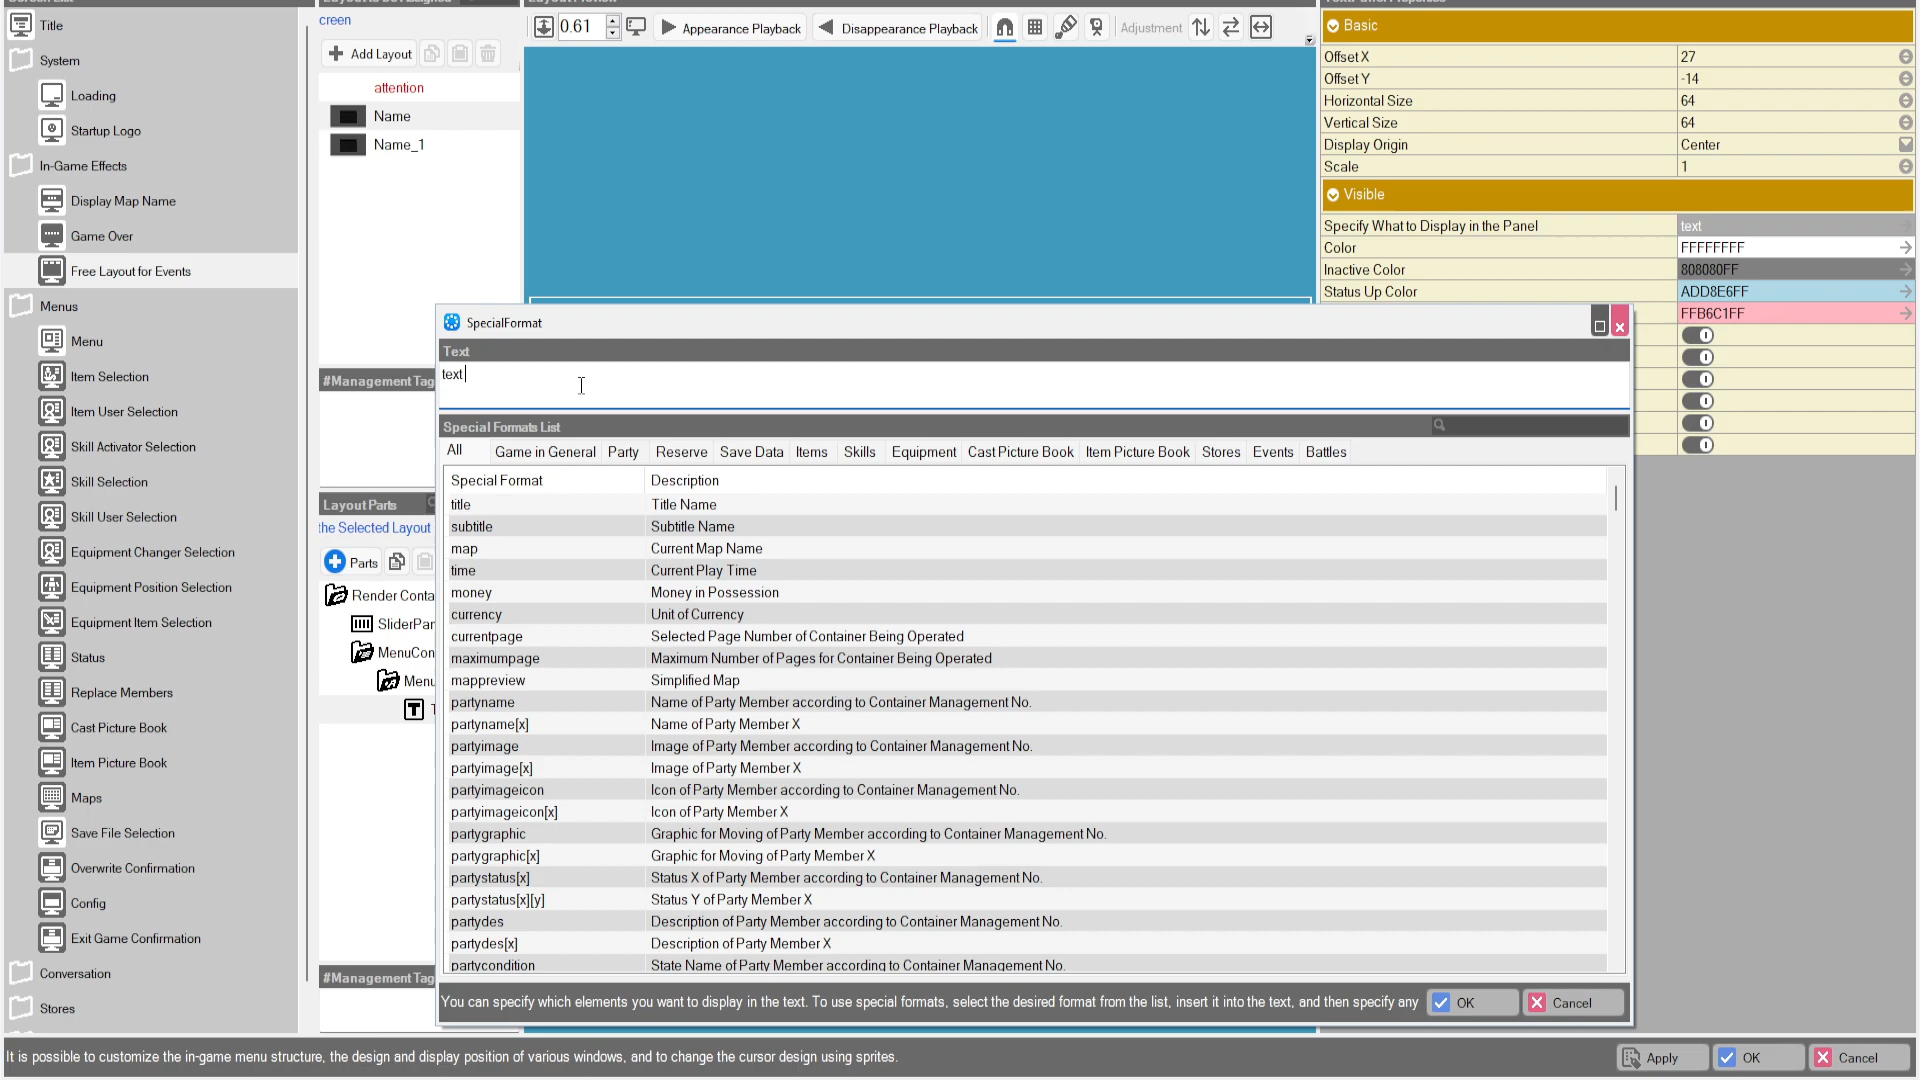 Title
System
Loading
Startup Logo
In-Game Effects
Display Map Name
Game Over
Free Layout for Events
Menus
Menu
Item Selection
Item User Selection
Skill Activator Selection
Skill Selection
Skill User Selection
Equipment Changer Selection
Equipment Position Selection
Equipment Item Selection
Status
Replace Members
Cast Picture Book
Item Picture Book
Maps
Save File Selection
Overwrite Confirmation
Config
Exit Game Confirmation
Conversation
Stores
creen
Add Layout
attention
Name
Name_1
#Management Tag
Layout Parts
the Selected Layout
Parts
Render Conta
SliderPar
MenuCon
Menu
#Management Tag
0.61
Appearance Playback
Disappearance Playback
Adjustment
Basic
Offset X 27
Offset Y -14
Horizontal Size 64
Vertical Size 64
Display Origin Center
Scale 1
Visible
Specify What to Display in the Panel text
Color FFFFFFFF
Inactive Color 808080FF
Status Up Color ADD8E6FF
FFB6C1FF
SpecialFormat
Text
text
Special Formats List
All Game in General Party Reserve Save Data Items Skills Equipment Cast Picture Book Item Picture Book Stores Events Battles
Special Format Description
title Title Name
subtitle Subtitle Name
map Current Map Name
time Current Play Time
money Money in Possession
currency Unit of Currency
currentpage Selected Page Number of Container Being Operated
maximumpage Maximum Number of Pages for Container Being Operated
mappreview Simplified Map
partyname Name of Party Member according to Container Management No.
partyname[x] Name of Party Member X
partyimage Image of Party Member according to Container Management No.
partyimage[x] Image of Party Member X
partyimageicon Icon of Party Member according to Container Management No.
partyimageicon[x] Icon of Party Member X
partygraphic Graphic for Moving of Party Member according to Container Management No.
partygraphic[x] Graphic for Moving of Party Member X
partystatus[x] Status X of Party Member according to Container Management No.
partystatus[x][y] Status Y of Party Member X
partydes Description of Party Member according to Container Management No.
partydes[x] Description of Party Member X
partycondition State Name of Party Member according to Container Management No.
You can specify which elements you want to display in the text. To use special formats, select the desired format from the list, insert it into the text, and then specify any
OK Cancel
It is possible to customize the in-game menu structure, the design and display position of various windows, and to change the cursor design using sprites.
Apply OK Cancel